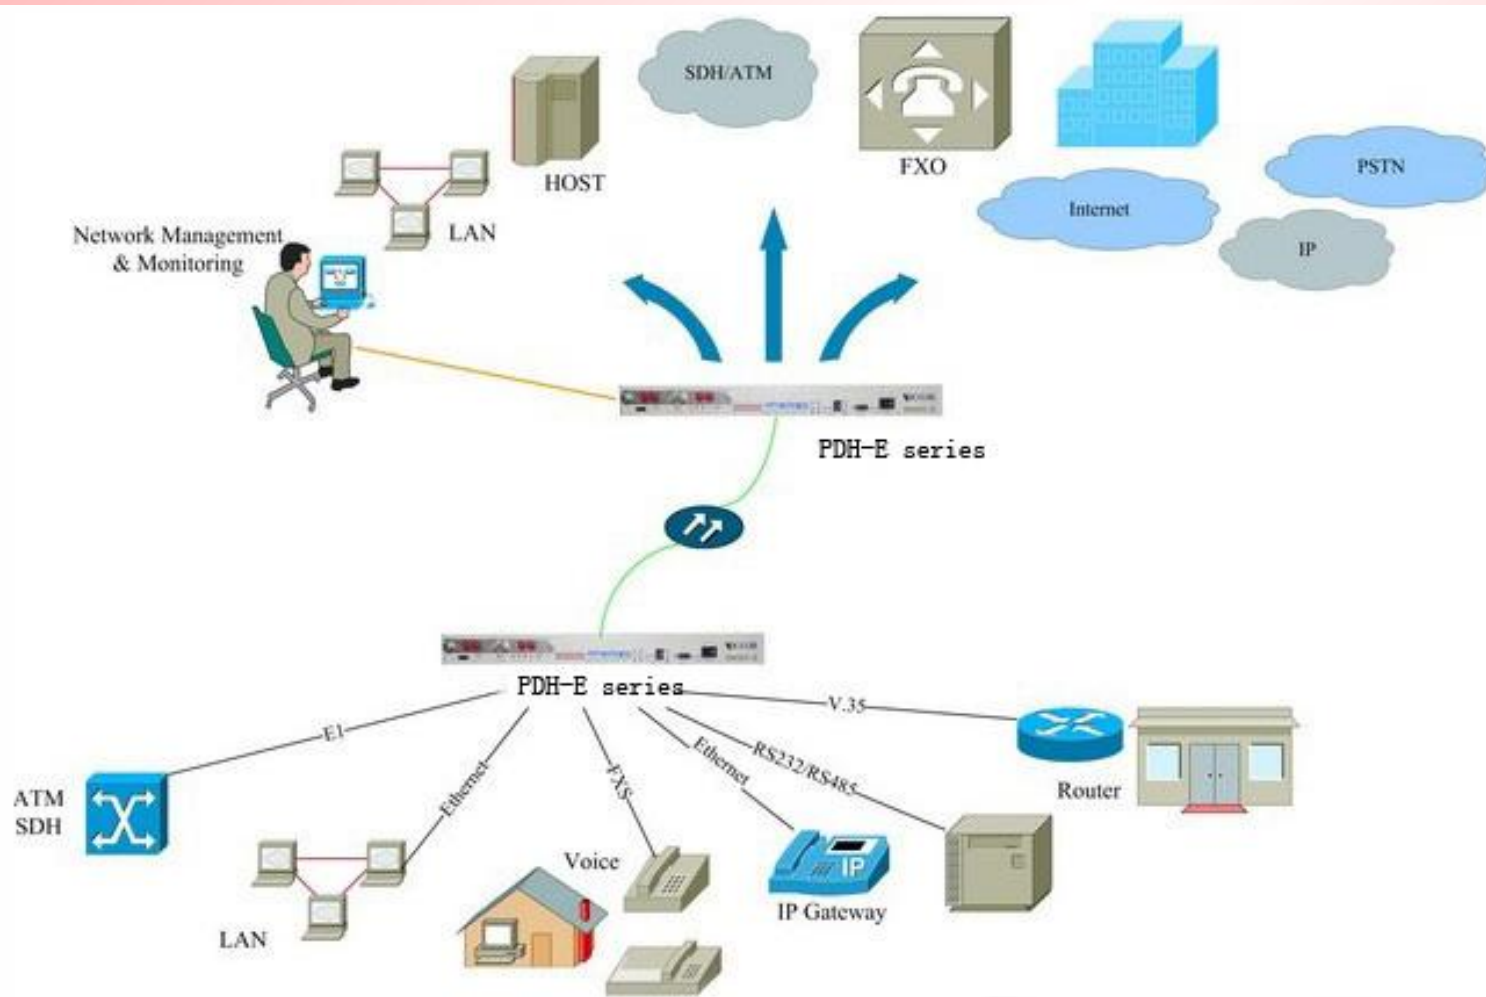 SDH/ATM
HOST
FXO
PSTN
Internet
IP
LAN
Network Management
& Monitoring
PDH-E series
PDH-E series
V.35
E1
Ethernet
FXS
Ethernet
RS232/RS485
ATM
SDH
Router
Voice
IP
IP Gateway
LAN